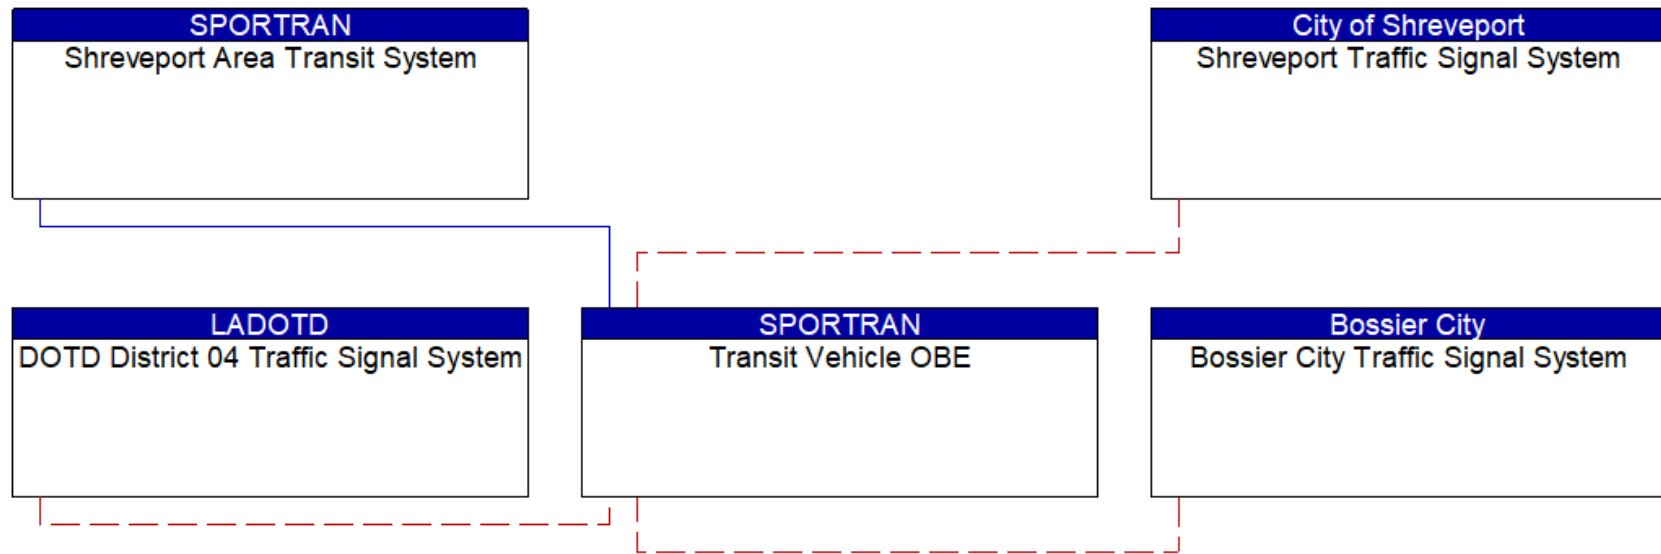 SPORTRAN
Shreveport Area Transit System
City of Shreveport
Shreveport Traffic Signal System
LADOTD
DOTD District 04 Traffic Signal System
SPORTRAN
Transit Vehicle OBE
Bossier City
Bossier City Traffic Signal System